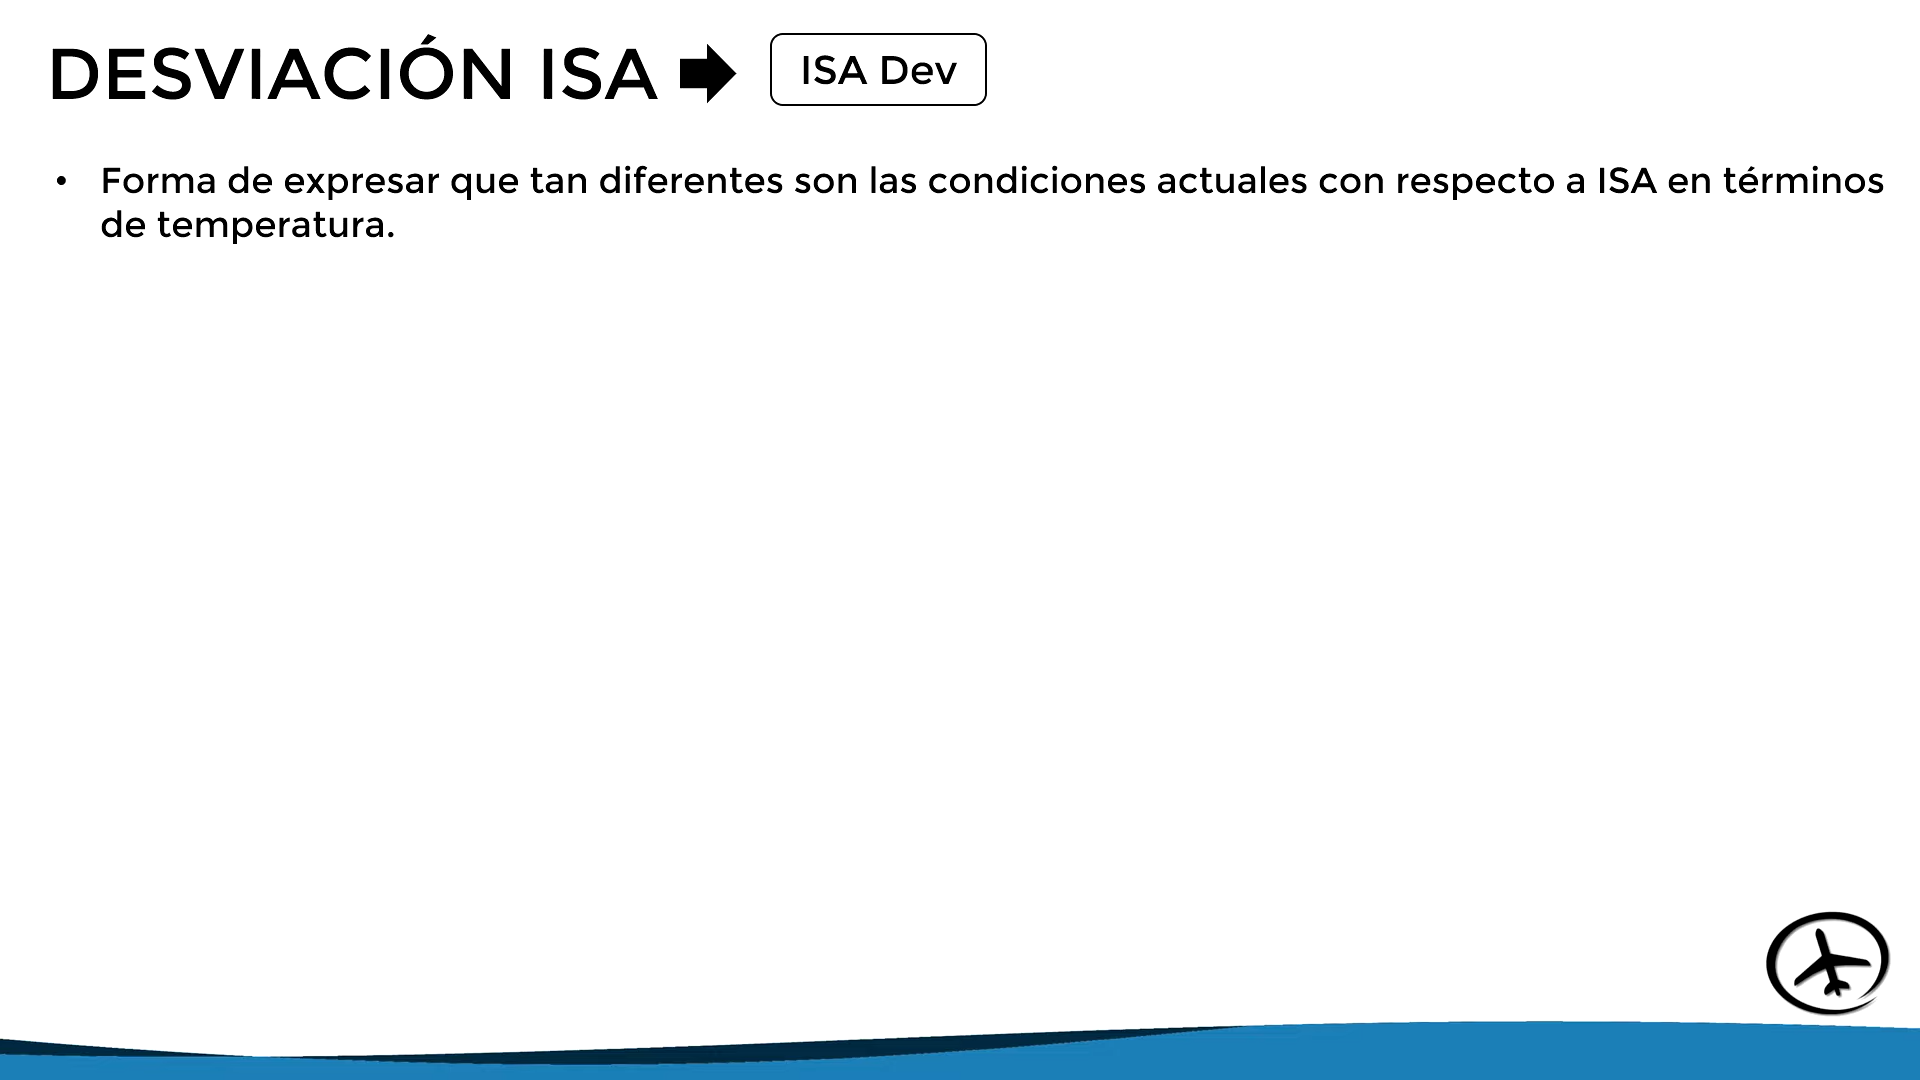 DESVIACIÓN ISA ISA Dev
• Forma de expresar que tan diferentes son las condiciones actuales con respecto a ISA en términos
de temperatura.